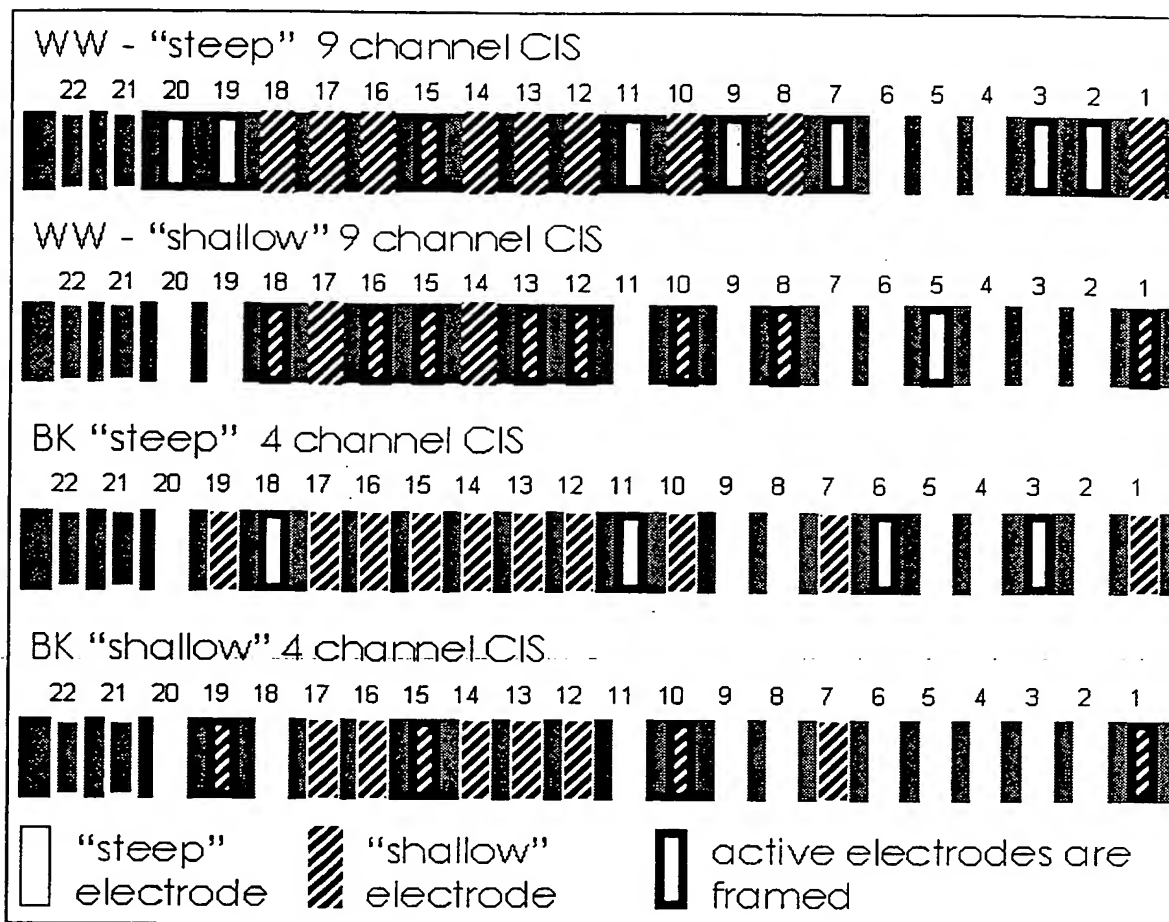 WW - “steep” 9 channel CIS
22 21 20 19 18 17 16 15 14 13 12 11 10 9 8 7 6 5 4 3 2 1
WW - “shallow” 9 channel CIS
22 21 20 19 18 17 16 15 14 13 12 11 10 9 8 7 6 5 4 3 2 1
BK “steep” 4 channel CIS
22 21 20 19 18 17 16 15 14 13 12 11 10 9 8 7 6 5 4 3 2 1
BK “shallow” 4 channel CIS
22 21 20 19 18 17 16 15 14 13 12 11 10 9 8 7 6 5 4 3 2 1
“steep”
electrode
“shallow”
electrode
active electrodes are
framed